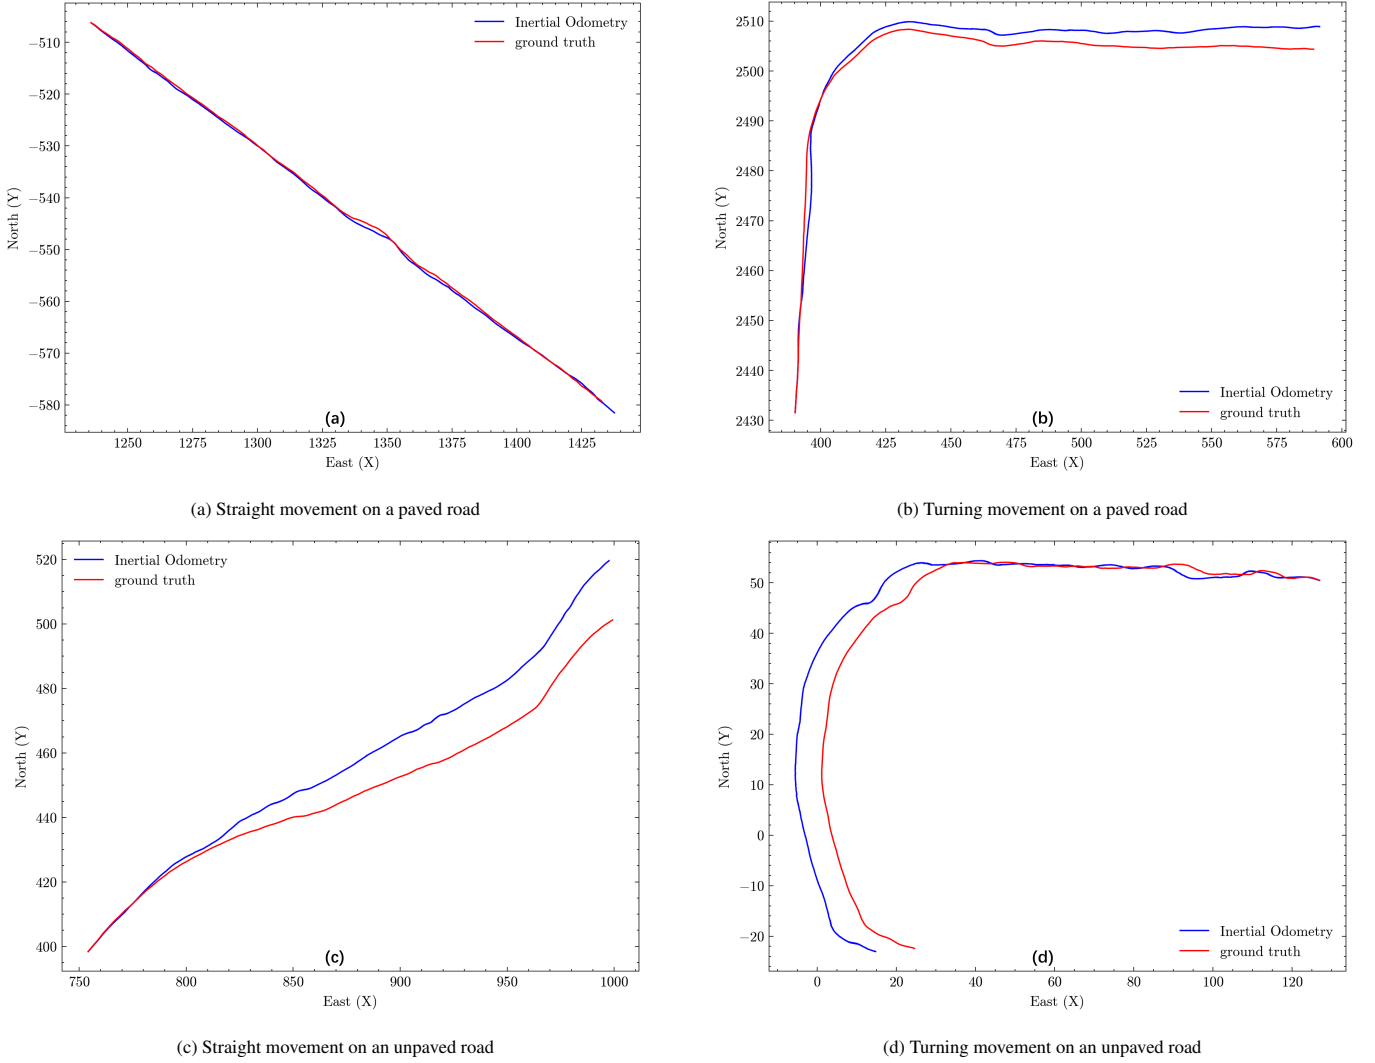 Inertial Odometry
ground truth
−510
−520
−530
−540
−550
−560
−570
−580
North (Y)
(a)
1250 1275 1300 1325 1350 1375 1400 1425
East (X)
(a) Straight movement on a paved road
2510
2500
2490
2480
2470
2460
2450
2440
2430
North (Y)
Inertial Odometry
ground truth
(b)
400 425 450 475 500 525 550 575 600
East (X)
(b) Turning movement on a paved road
Inertial Odometry
ground truth
520
500
480
460
440
420
400
North (Y)
(c)
750 800 850 900 950 1000
East (X)
(c) Straight movement on an unpaved road
50
40
30
20
10
0
−10
−20
North (Y)
Inertial Odometry
ground truth
(d)
0 20 40 60 80 100 120
East (X)
(d) Turning movement on an unpaved road